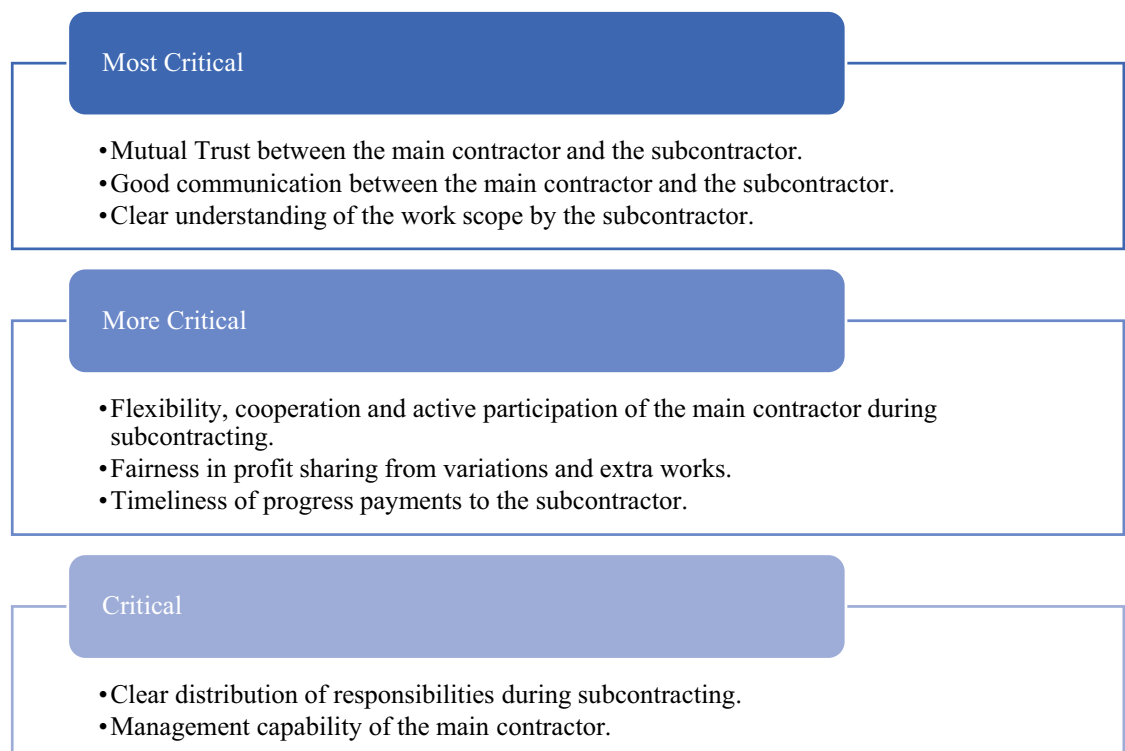 Most Critical
•Mutual Trust between the main contractor and the subcontractor.
•Good communication between the main contractor and the subcontractor.
•Clear understanding of the work scope by the subcontractor.
More Critical
•Flexibility, cooperation and active participation of the main contractor during
subcontracting.
•Fairness in profit sharing from variations and extra works.
•Timeliness of progress payments to the subcontractor.
Critical
•Clear distribution of responsibilities during subcontracting.
•Management capability of the main contractor.